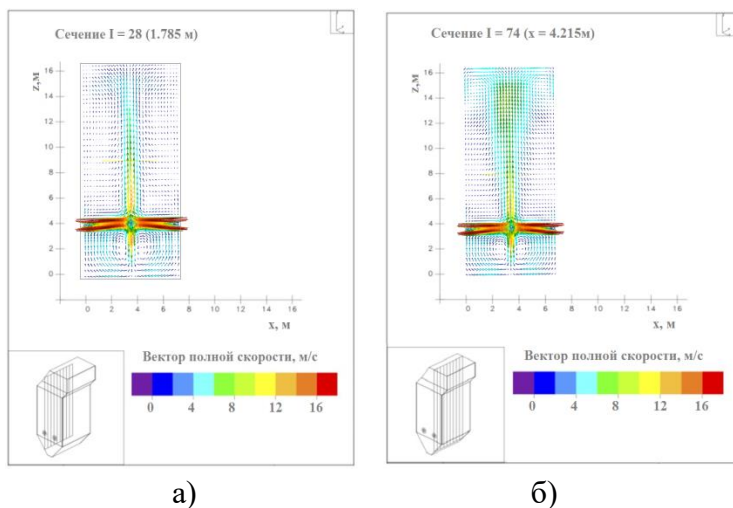 Сечение I = 28 (1.785 м)
z,м
16
14
12
10
8
6
4
2
0
0 2 4 6 8 10 12 14 16
x, м
Вектор полной скорости, м/с
0 4 8 12 16
а)
Сечение I = 74 (x = 4.215м)
z,м
16
14
12
10
8
6
4
2
0
0 2 4 6 8 10 12 14 16
x, м
Вектор полной скорости, м/с
0 4 8 12 16
б)